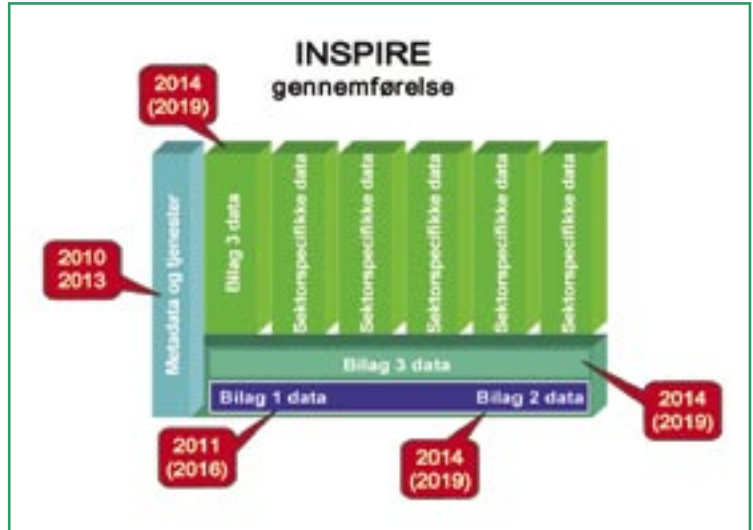 INSPIRE
gennemførelse
2014
(2019)
2010
2013
Metadata og tjenester
Bilag 3 data
Sektorspecifikke data
Sektorspecifikke data
Sektorspecifikke data
Sektorspecifikke data
Sektorspecifikke data
Bilag 3 data
Bilag 1 data
Bilag 2 data
2011
(2016)
2014
(2019)
2014
(2019)